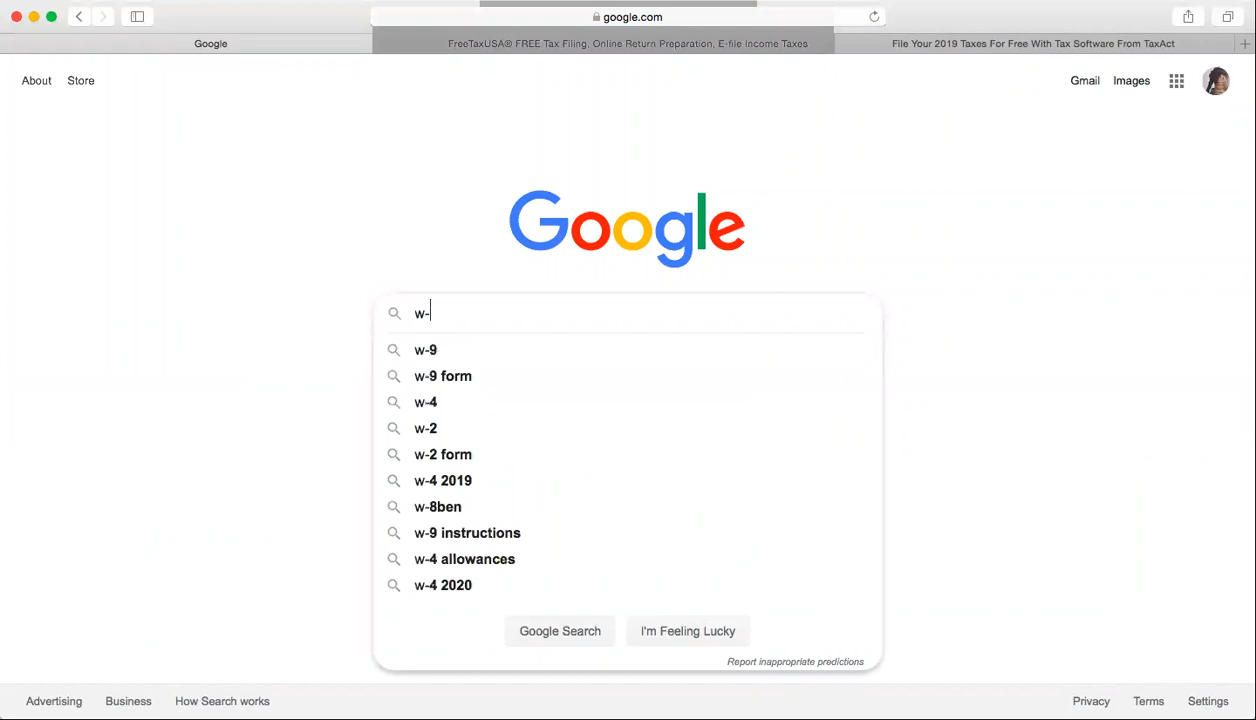 google.com
Google
FreeTaxUSA® FREE Tax Filing, Online Return Preparation, E-file Income Taxes
File Your 2019 Taxes For Free With Tax Software From TaxAct
About Store
Gmail Images
Google
w-
w-9
w-9 form
w-4
w-2
w-2 form
w-4 2019
w-8ben
w-9 instructions
w-4 allowances
w-4 2020
Google Search I'm Feeling Lucky
Report inappropriate predictions
Advertising Business How Search works Privacy Terms Settings